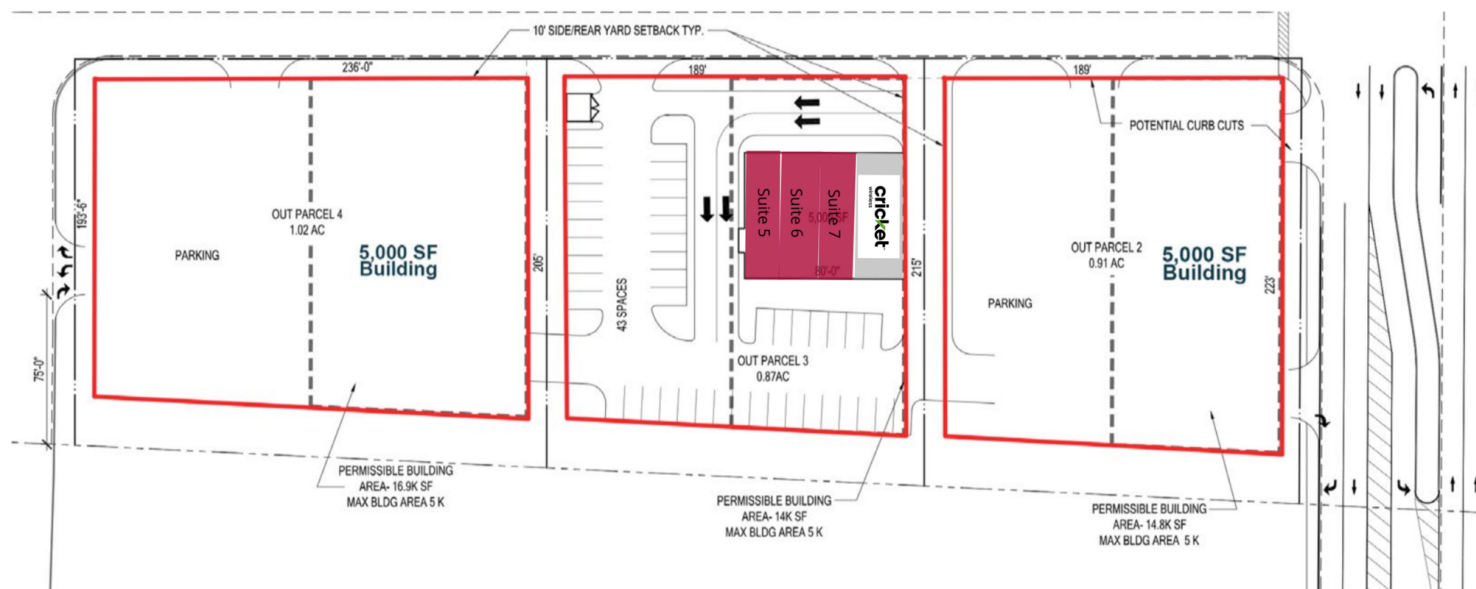 10' SIDE/REAR YARD SETBACK TYP.
236'-0"
189'
189'
POTENTIAL CURB CUTS
193'-6"
OUT PARCEL 4
1.02 AC
PARKING
5,000 SF
Building
205'
75'-0"
43 SPACES
Suite 5
Suite 6
Suite 7
5,000 SF
cricket
wireless
80'-0"
215'
OUT PARCEL 3
0.87AC
OUT PARCEL 2
0.91 AC
PARKING
5,000 SF
Building
223'
PERMISSIBLE BUILDING
AREA- 16.9K SF
MAX BLDG AREA 5 K
PERMISSIBLE BUILDING
AREA- 14K SF
MAX BLDG AREA 5 K
PERMISSIBLE BUILDING
AREA- 14.8K SF
MAX BLDG AREA 5 K